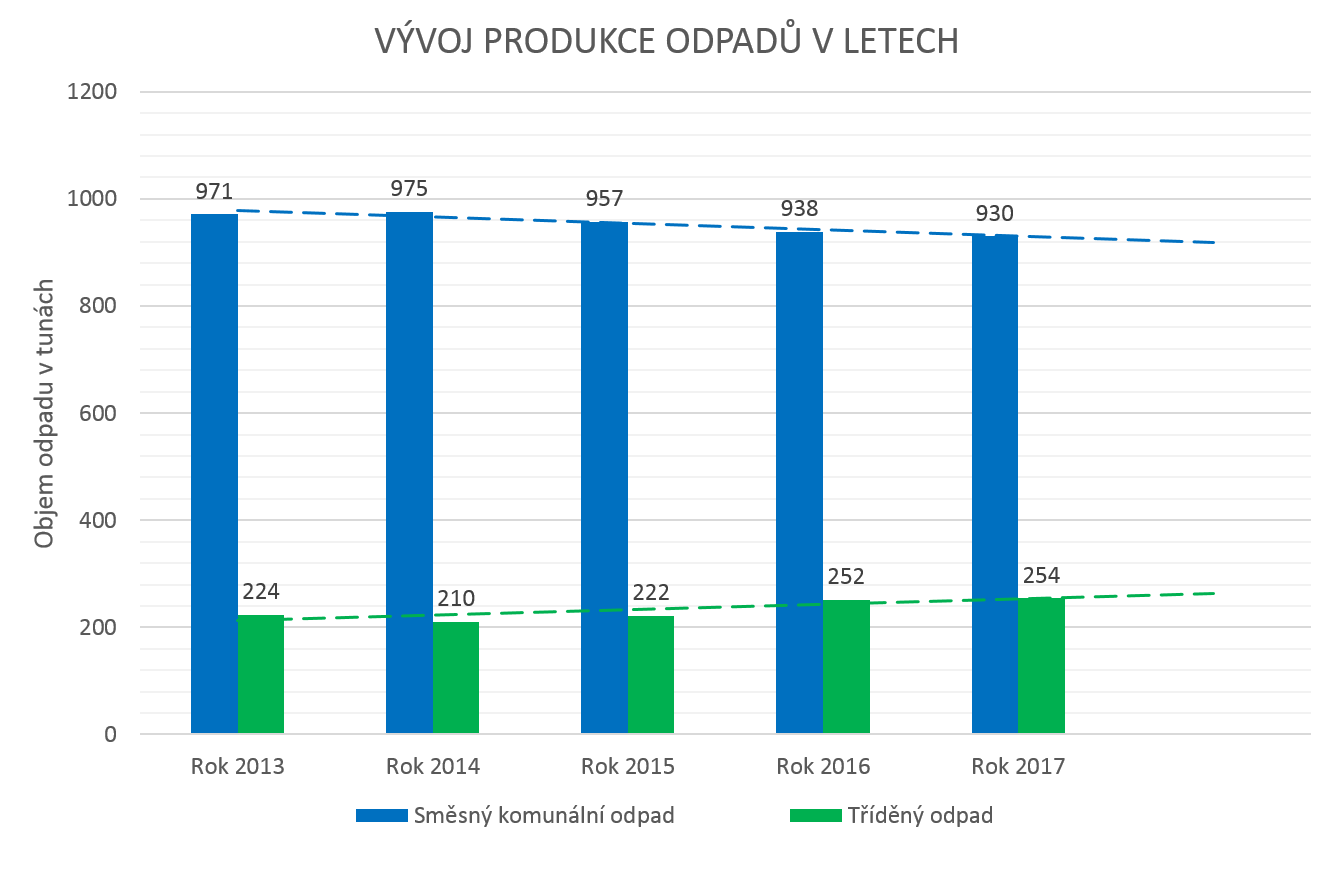 VÝVOJ PRODUKCE ODPADŮ V LETECH
Objem odpadu v tunách
1200
1000
800
600
400
200
0
971
975
957
938
930
224
210
222
252
254
Rok 2013
Rok 2014
Rok 2015
Rok 2016
Rok 2017
Směsný komunální odpad
Tříděný odpad